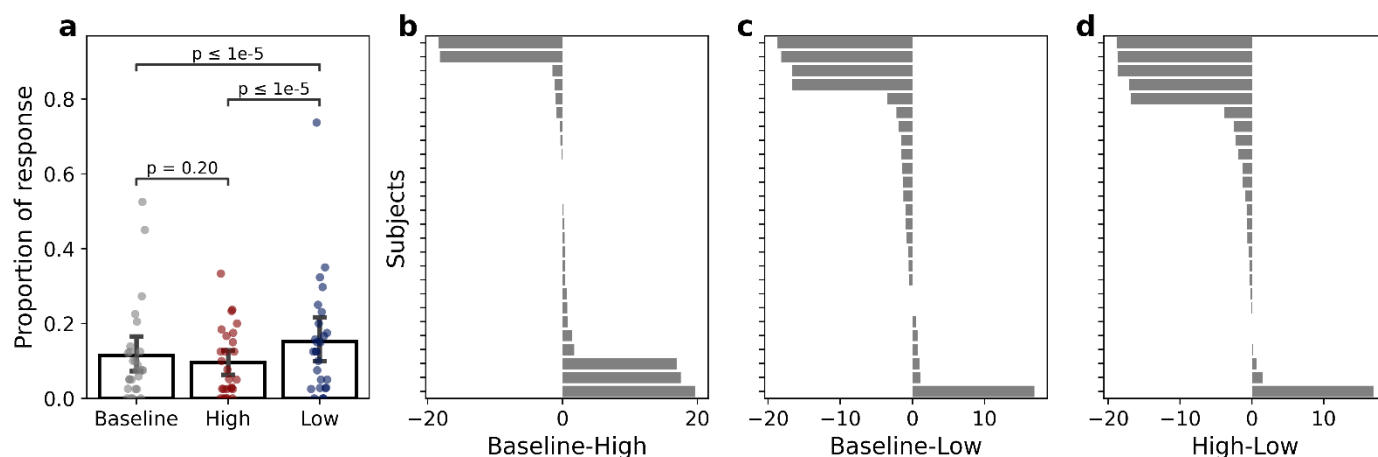 a
b
c
d
p ≤ 1e-5
p ≤ 1e-5
p = 0.20
Proportion of response
0.8
0.6
0.4
0.2
0.0
Baseline
High
Low
Subjects
−20
0
20
Baseline-High
−20
−10
0
10
Baseline-Low
−20
−10
0
10
High-Low